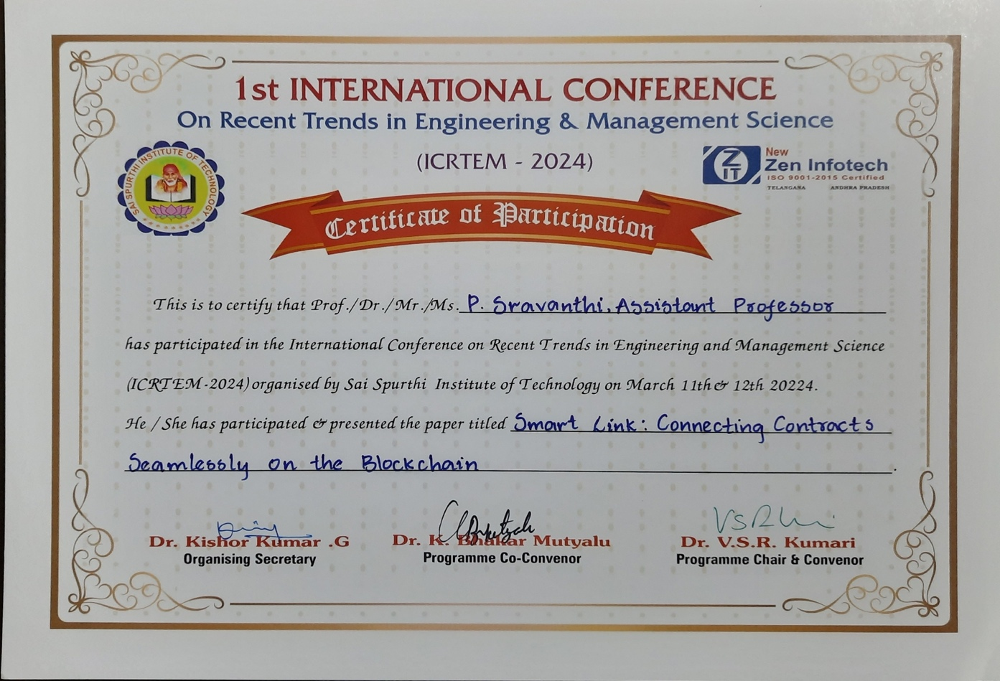 1st INTERNATIONAL CONFERENCE
On Recent Trends in Engineering & Management Science
(ICRTEM - 2024)
SAI SPURTHI INSTITUTE OF TECHNOLOGY
ZIT
New
Zen Infotech
ISO 9001-2015 Certified
TELANGANA ANDHRA PRADESH
Certificate of Participation
This is to certify that Prof./Dr./Mr./Ms. P. Sravanthi, Assistant Professor
has participated in the International Conference on Recent Trends in Engineering and Management Science
(ICRTEM-2024) organised by Sai Spurthi Institute of Technology on March 11th & 12th 20224.
He / She has participated & presented the paper titled Smart Link: Connecting Contracts
Seamlessly on the Blockchain.
Dr. Kishor Kumar .G Dr. K. Bhakar Mutyalu Dr. V.S.R. Kumari
Organising Secretary Programme Co-Convenor Programme Chair & Convenor